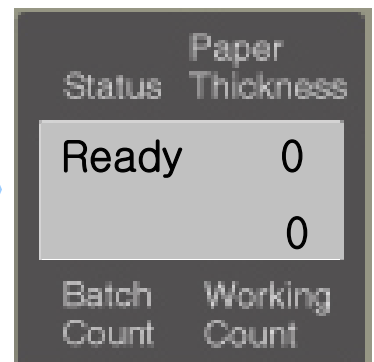 Paper
Status Thickness
Ready 0
0
Batch Working
Count Count